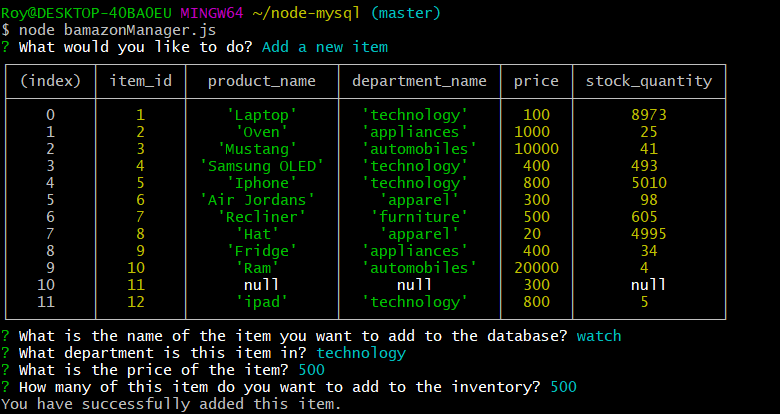 Roy@DESKTOP-40BA0EU MINGW64 ~/node-mysql (master)
$ node bamazonManager.js
? What would you like to do? Add a new item
(index) item_id product_name department_name price stock_quantity
0 1 'Laptop' 'technology' 100 8973
1 2 'Oven' 'appliances' 1000 25
2 3 'Mustang' 'automobiles' 10000 41
3 4 'Samsung OLED' 'technology' 400 493
4 5 'Iphone' 'technology' 800 5010
5 6 'Air Jordans' 'apparel' 300 98
6 7 'Recliner' 'furniture' 500 605
7 8 'Hat' 'apparel' 20 4995
8 9 'Fridge' 'appliances' 400 34
9 10 'Ram' 'automobiles' 20000 4
10 11 null null 300 null
11 12 'ipad' 'technology' 800 5
? What is the name of the item you want to add to the database? watch
? What department is this item in? technology
? What is the price of the item? 500
? How many of this item do you want to add to the inventory? 500
You have successfully added this item.